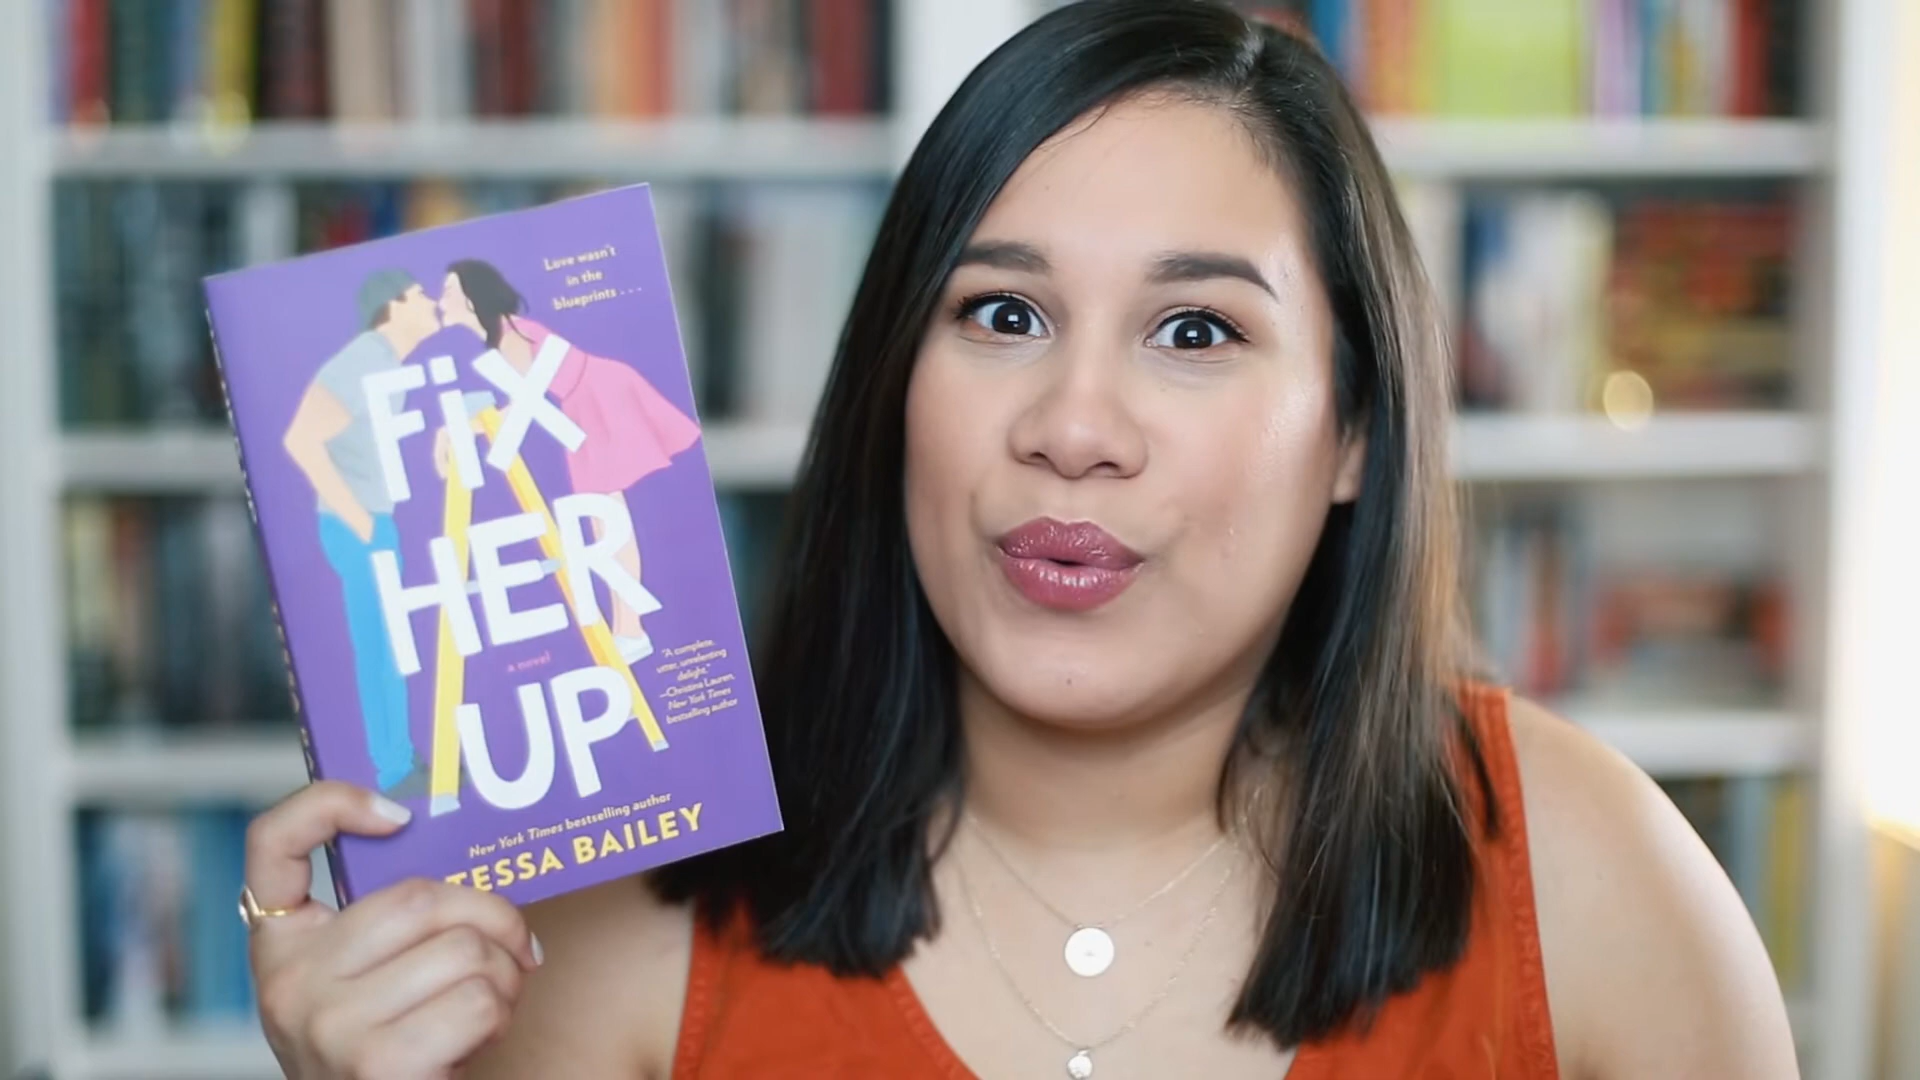 Love wasn't
in the
blueprints . . .
FiX
HER
UP
a novel
"A complete,
utter, unrelenting
delight."
—Christina Lauren,
New York Times
bestselling author
New York Times bestselling author
TESSA BAILEY